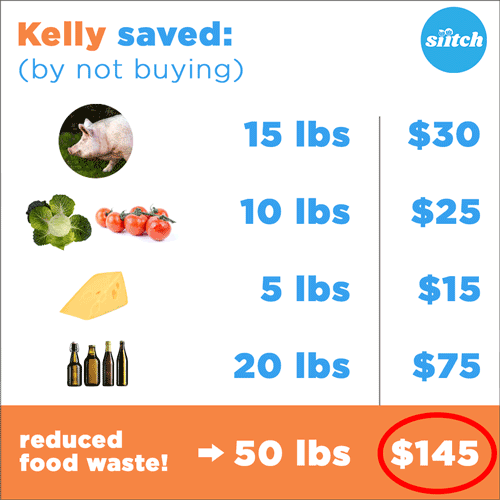 Kelly saved:
(by not buying)
siitch
15 lbs $30
10 lbs $25
5 lbs $15
20 lbs $75
reduced
food waste! 50 lbs $145